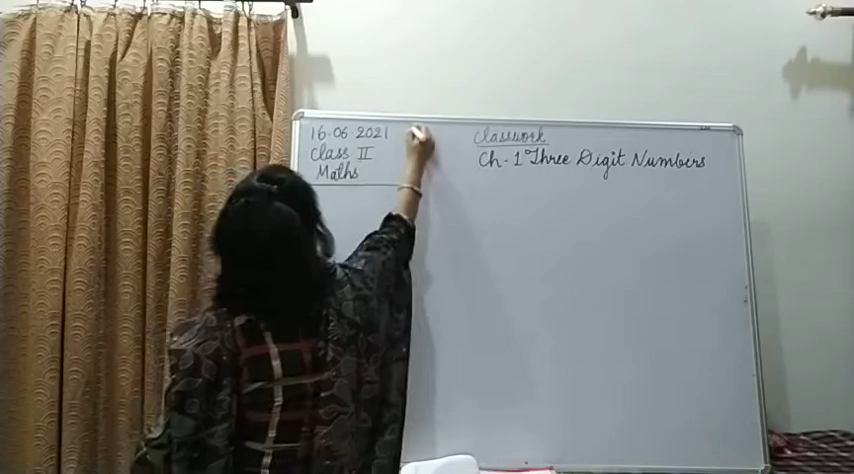 16.06.2021
Class II
Maths
Classwork
Ch-1 Three Digit Numbers